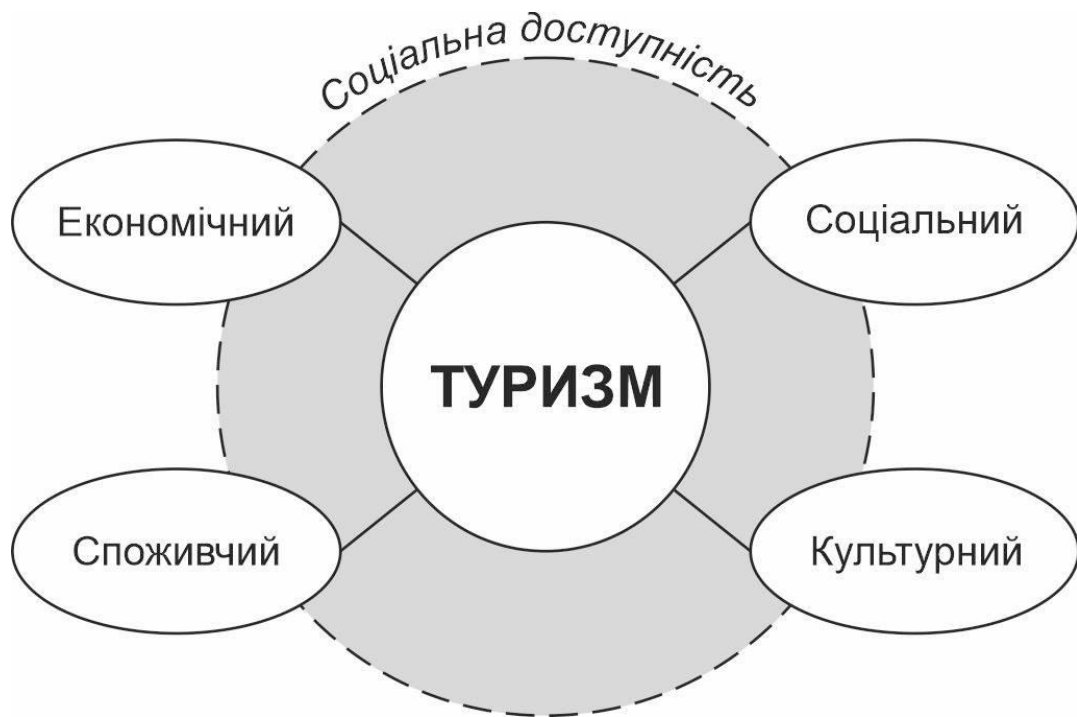 Соціальна доступність
Економічний
Соціальний
ТУРИЗМ
Споживчий
Культурний